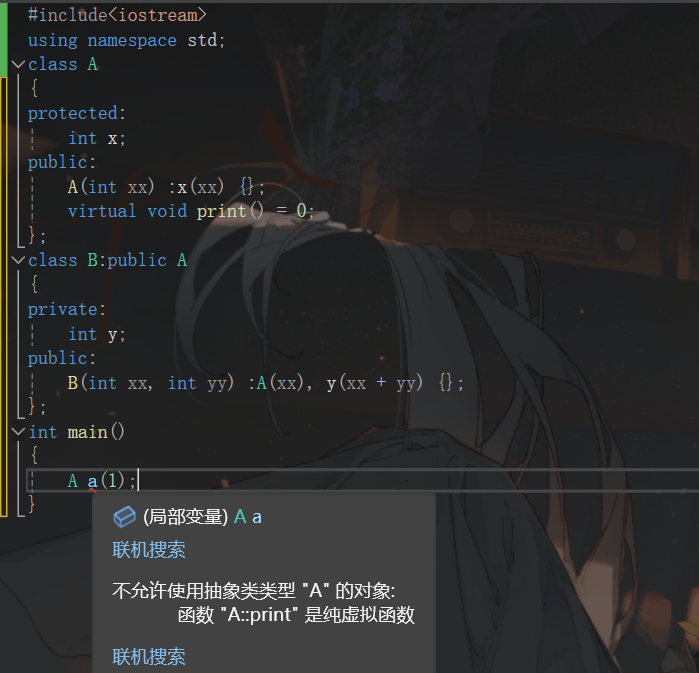 #include<iostream>
using namespace std;
class A
{
protected:
int x;
public:
A(int xx) :x(xx) {};
virtual void print() = 0;
};
class B:public A
{
private:
int y;
public:
B(int xx, int yy) :A(xx), y(xx + yy) {};
};
int main()
{
A a(1);
}
(局部变量) A a
联机搜索
不允许使用抽象类类型 "A" 的对象:
函数 "A::print" 是纯虚拟函数
联机搜索